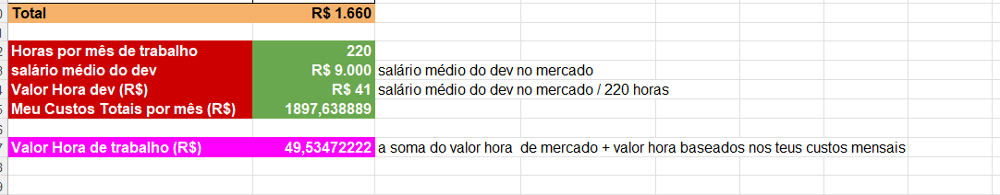 Total R$ 1.660
Horas por mês de trabalho 220
salário médio do dev R$ 9.000 salário médio do dev no mercado
Valor Hora dev (R$) R$ 41 salário médio do dev no mercado / 220 horas
Meu Custos Totais por mês (R$) 1897,638889
Valor Hora de trabalho (R$) 49,53472222 a soma do valor hora de mercado + valor hora baseados nos teus custos mensais